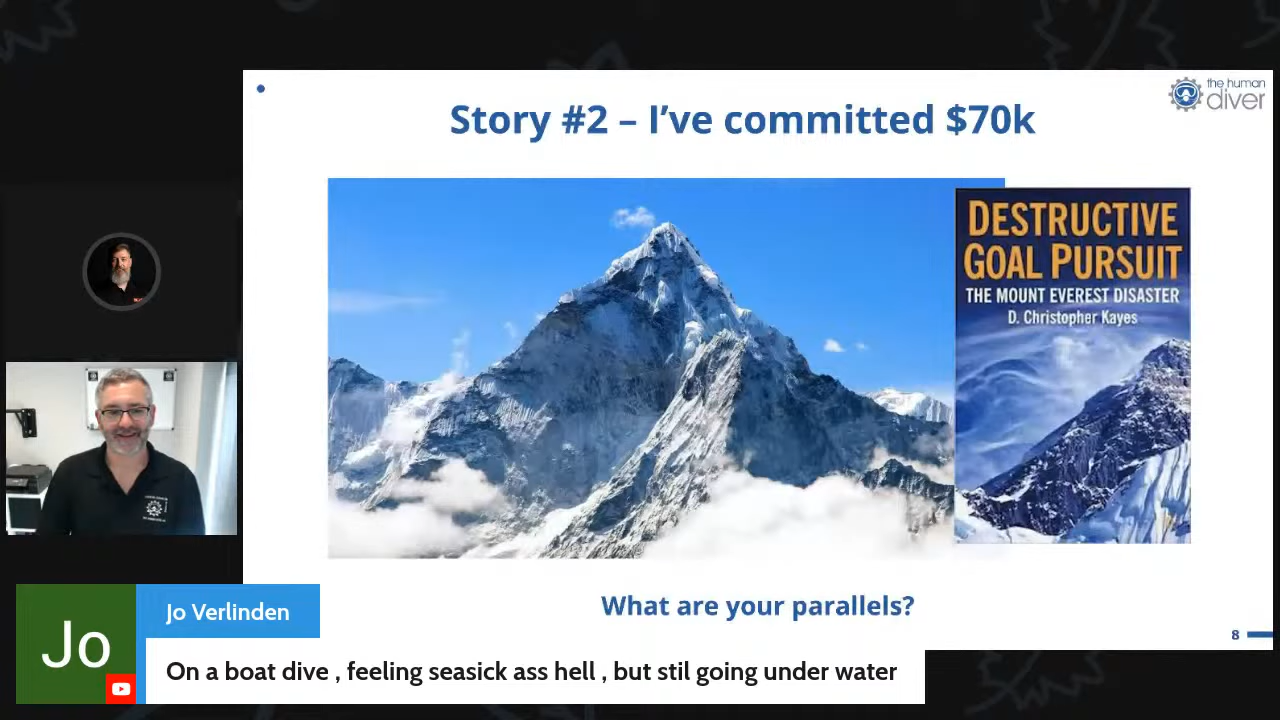 Story #2 – I've committed $70k
the human
diver
DESTRUCTIVE
GOAL PURSUIT
THE MOUNT EVEREST DISASTER
D. Christopher Kayes
What are your parallels?
8
Jo
Jo Verlinden
On a boat dive , feeling seasick ass hell , but stil going under water